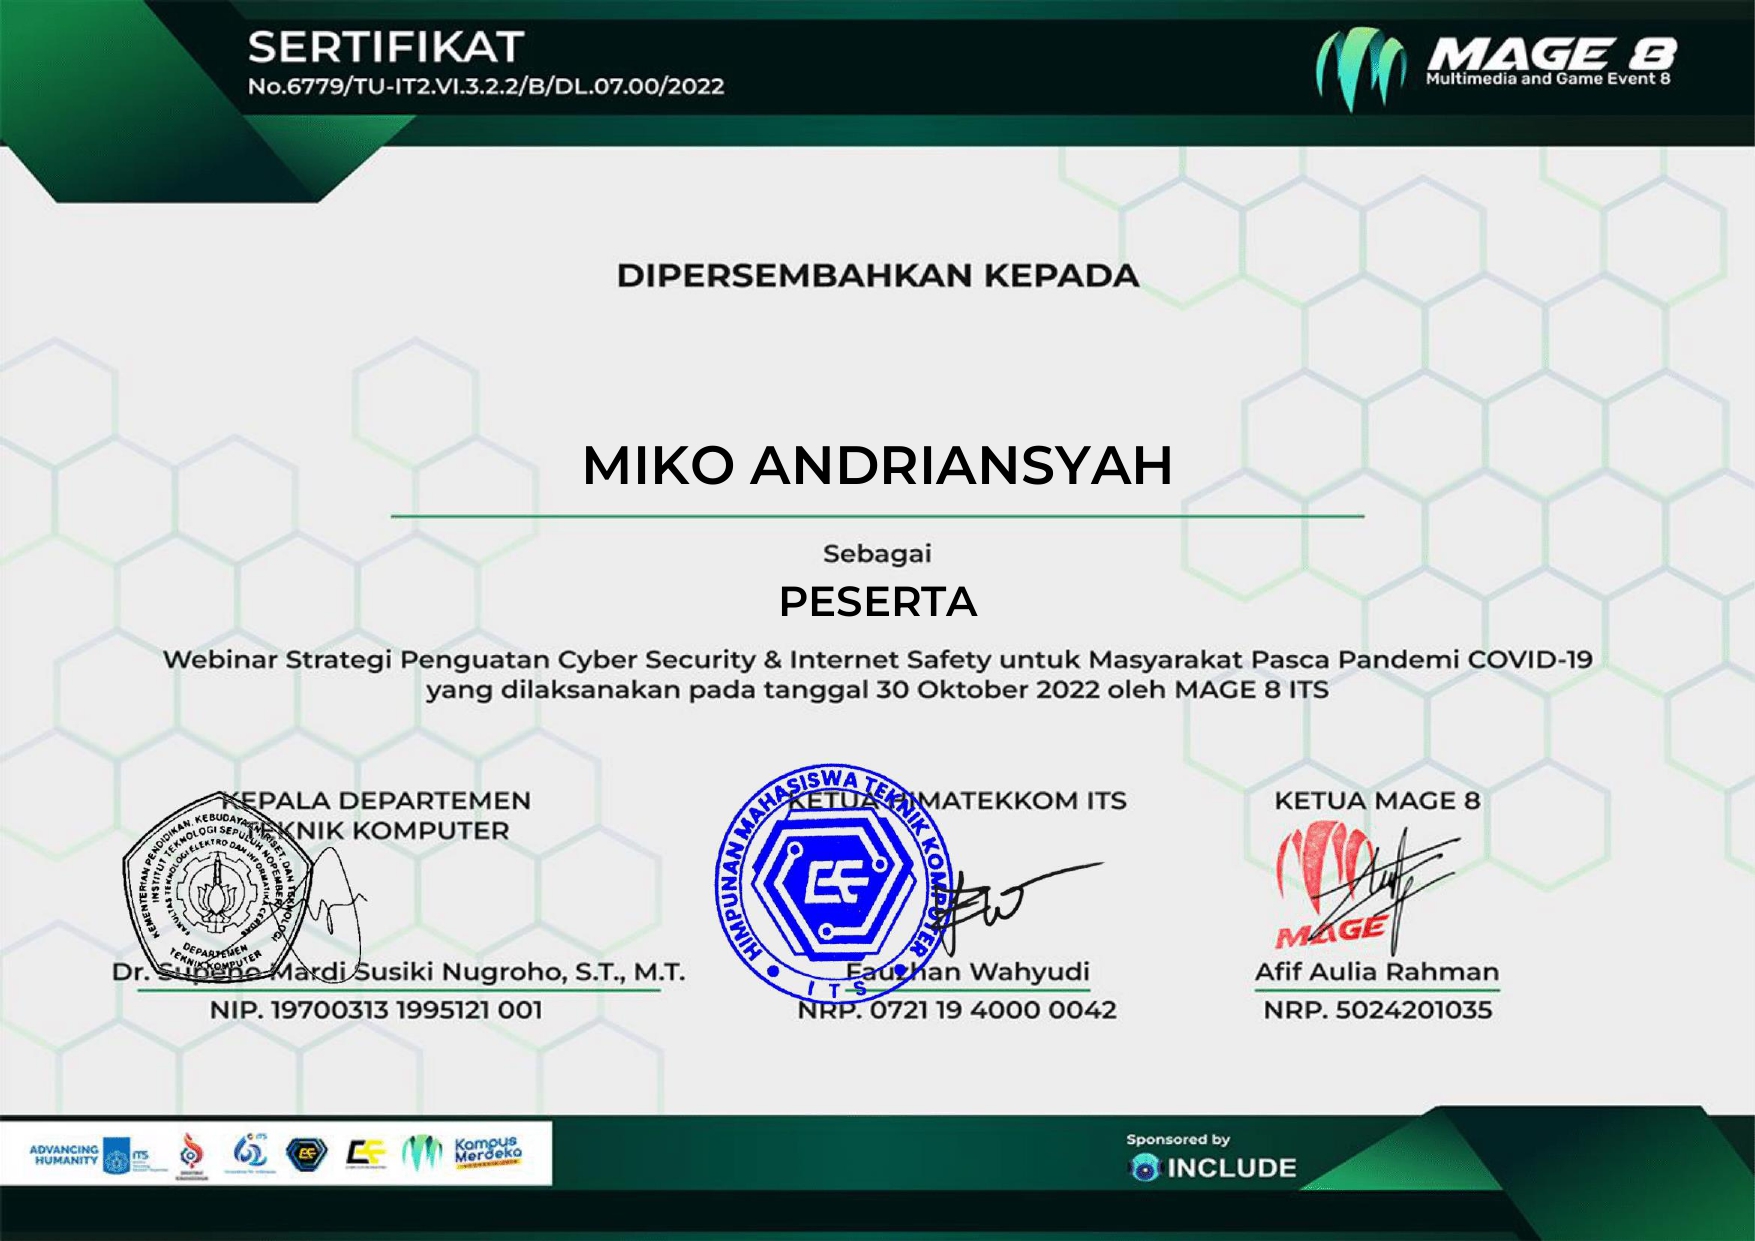 SERTIFIKAT
No.6779/TU-IT2.VI.3.2.2/B/DL.07.00/2022
MAGE 8
Multimedia and Game Event 8
DIPERSEMBAHKAN KEPADA
MIKO ANDRIANSYAH
Sebagai
PESERTA
Webinar Strategi Penguatan Cyber Security & Internet Safety untuk Masyarakat Pasca Pandemi COVID-19
yang dilaksanakan pada tanggal 30 Oktober 2022 oleh MAGE 8 ITS
KEPALA DEPARTEMEN
TEKNIK KOMPUTER
KEMENTERIAN PENDIDIKAN, KEBUDAYAAN, RISET, DAN TEKNOLOGI
INSTITUT TEKNOLOGI SEPULUH NOPEMBER
FAKULTAS TEKNOLOGI ELEKTRO DAN INFORMATIKA CERDAS
DEPARTEMEN
TEKNIK KOMPUTER
Dr. Supeno Mardi Susiki Nugroho, S.T., M.T.
NIP. 19700313 1995121 001
KETUA HIMATEKKOM ITS
HIMPUNAN MAHASISWA TEKNIK KOMPUTER
ITS
Fauzhan Wahyudi
NRP. 0721 19 4000 0042
KETUA MAGE 8
MAGE
Afif Aulia Rahman
NRP. 5024201035
ADVANCING
HUMANITY
ITS
Kampus
Merdeka
Sponsored by
INCLUDE